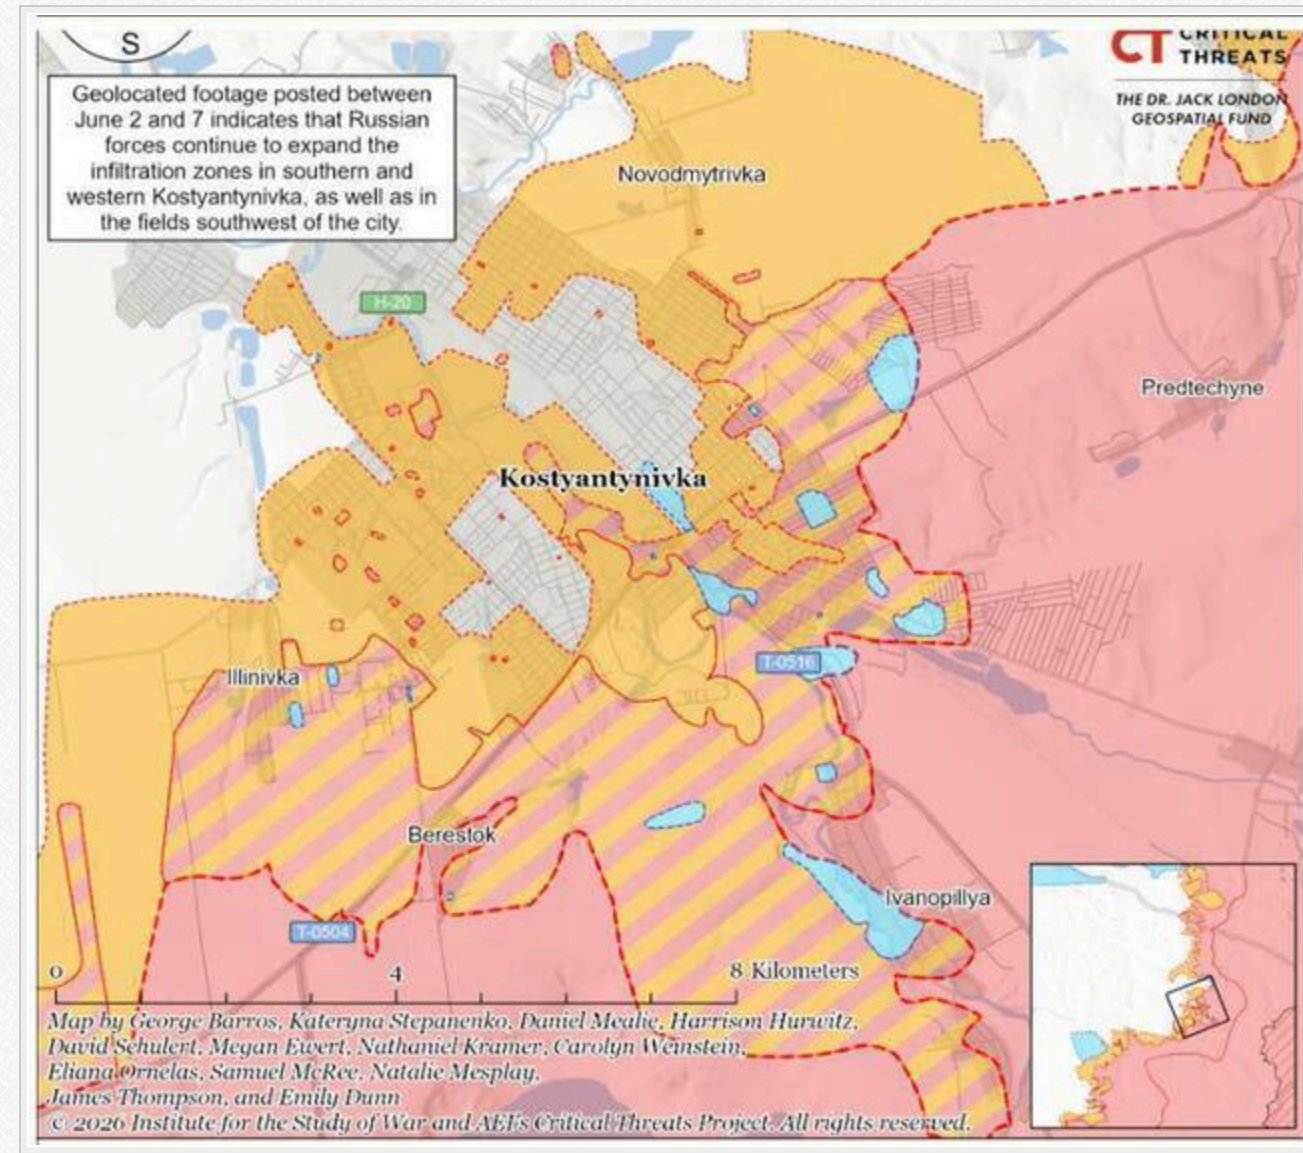 S
CRITICAL
CT THREATS
THE DR. JACK LONDON
GEOSPATIAL FUND
Geolocated footage posted between
June 2 and 7 indicates that Russian
forces continue to expand the
infiltration zones in southern and
western Kostyantynivka, as well as in
the fields southwest of the city.
Novodmytrivka
H-20
Predtechyne
Kostyantynivka
T-0516
Illinivka
Berestok
Ivanopillya
T-0504
0 4 8 Kilometers
Map by George Barros, Kateryna Stepanenko, Daniel Mealie, Harrison Hurwitz,
David Schulert, Megan Ewert, Nathaniel Kramer, Carolyn Weinstein,
Eliana Ornelas, Samuel McRee, Natalie Mesplay,
James Thompson, and Emily Dunn
© 2026 Institute for the Study of War and AEI's Critical Threats Project. All rights reserved.